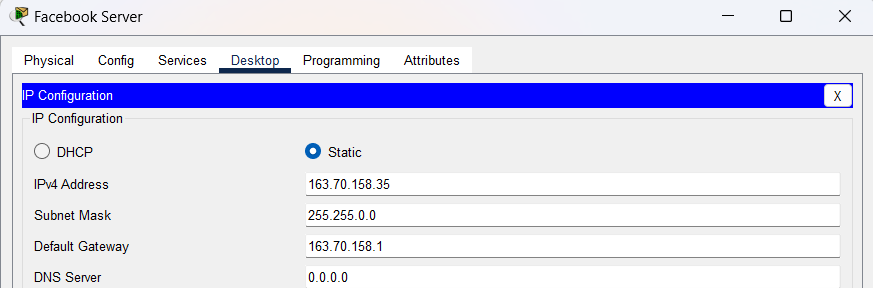 Facebook Server
Physical Config Services Desktop Programming Attributes
IP Configuration X
IP Configuration
DHCP Static
IPv4 Address 163.70.158.35
Subnet Mask 255.255.0.0
Default Gateway 163.70.158.1
DNS Server 0.0.0.0